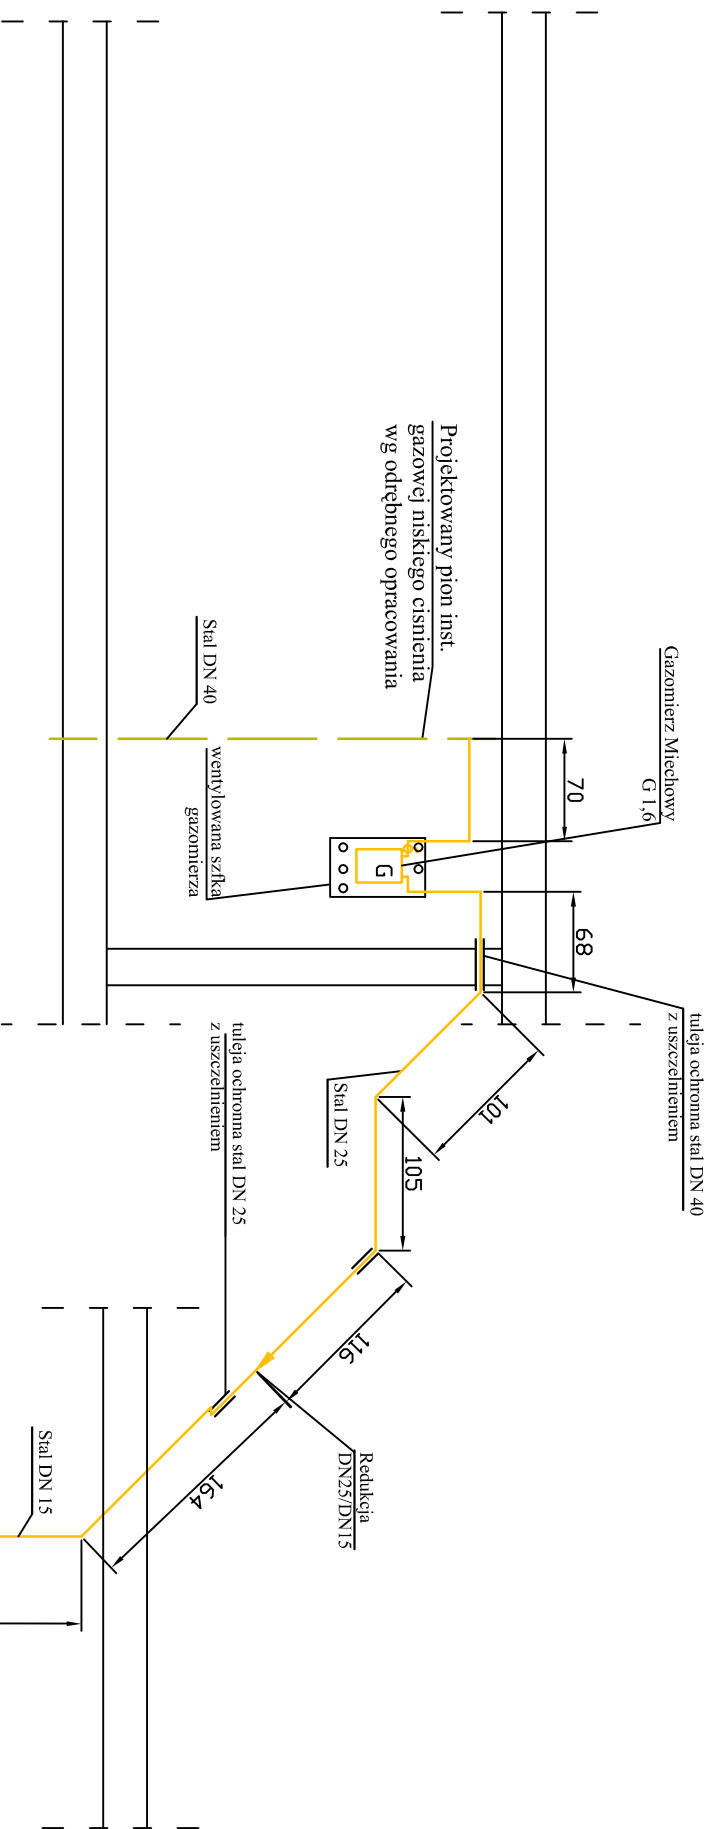 Projektowany pion inst.
gazowej niskiego cisnienia
wg odrębnego opracowania
Stal DN 40
Gazomierz Miechowy
G 1,6
70
wentylowana szfka
gazomierza
G
68
tuleja ochronna stal DN 40
z uszczelnieniem
101
Stal DN 25
105
tuleja ochronna stal DN 25
z uszczelnieniem
116
Redukcja
DN25/DN15
164
Stal DN 15